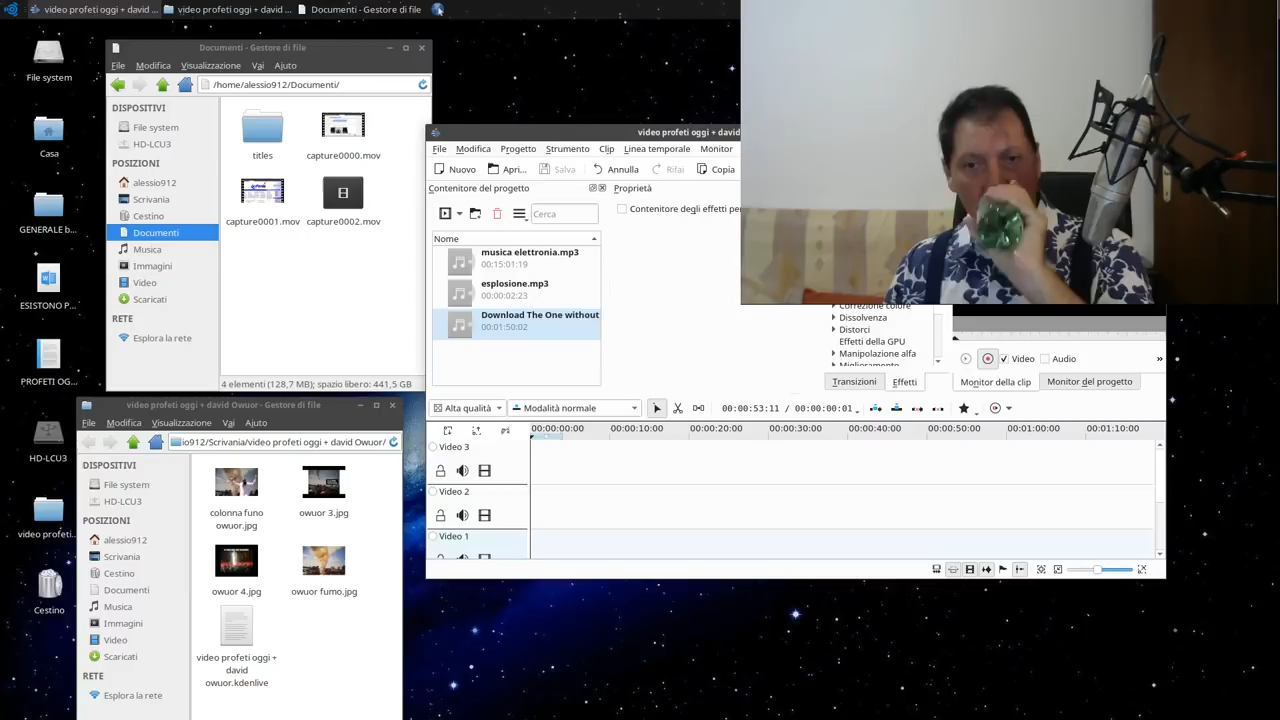 video profeti oggi + david ...
video profeti oggi + david ...
Documenti - Gestore di file
File system
Casa
GENERALE b...
ESISTONO P...
PROFETI OG...
HD-LCU3
video profeti...
Cestino
Documenti - Gestore di file
File
Modifica
Visualizzazione
Vai
Aiuto
/home/alessio912/Documenti/
DISPOSITIVI
File system
HD-LCU3
POSIZIONI
alessio912
Scrivania
Cestino
Documenti
Musica
Immagini
Video
Scaricati
RETE
Esplora la rete
titles
capture0000.mov
capture0001.mov
capture0002.mov
4 elementi (128,7 MB); spazio libero: 441,5 GB
video profeti oggi + david Owuor - Gestore di file
File
Modifica
Visualizzazione
Vai
Aiuto
io912/Scrivania/video profeti oggi + david Owuor/
DISPOSITIVI
File system
HD-LCU3
POSIZIONI
alessio912
Scrivania
Cestino
Documenti
Musica
Immagini
Video
Scaricati
RETE
Esplora la rete
colonna funo
owuor.jpg
owuor 3.jpg
owuor 4.jpg
owuor fumo.jpg
video profeti oggi +
david
owuor.kdenlive
video profeti oggi + david
File
Modifica
Progetto
Strumento
Clip
Linea temporale
Monitor
Nuovo
Apri...
Salva
Annulla
Rifai
Copia
Contenitore del progetto
Proprietà
Cerca
Contenitore degli effetti per
Nome
musica elettronia.mp3
00:15:01:19
esplosione.mp3
00:00:02:23
Download The One without
00:01:50:02
Correzione colore
Dissolvenza
Distorci
Effetti della GPU
Manipolazione alfa
Miglioramento
Transizioni
Effetti
Video
Audio
»
Monitor della clip
Monitor del progetto
Alta qualità
Modalità normale
00:00:53:11 / 00:00:00:01
00:00:00:00
00:00:10:00
00:00:20:00
00:00:30:00
00:00:40:00
00:00:50:00
00:01:00:00
00:01:10:00
Video 3
Video 2
Video 1